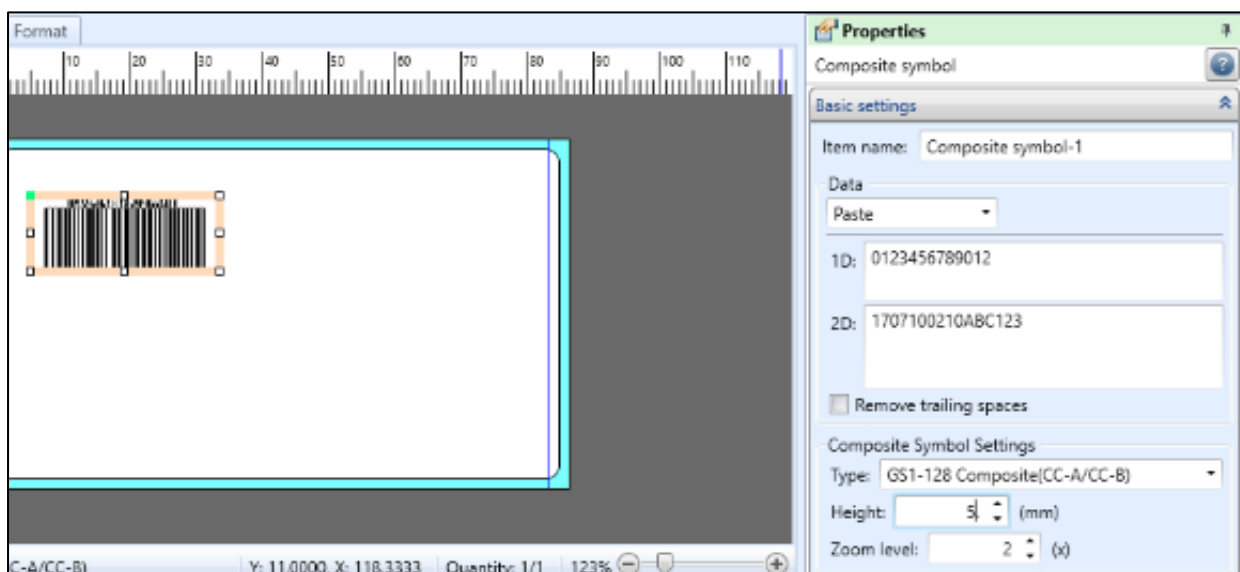 Format
10 20 30 40 50 60 70 80 90 100 110
C-A/CC-B) Y: 11.0000, X: 118.3333 Quantity: 1/1 123%
Properties
Composite symbol
Basic settings
Item name: Composite symbol-1
Data
Paste
1D: 0123456789012
2D: 1707100210ABC123
Remove trailing spaces
Composite Symbol Settings
Type: GS1-128 Composite(CC-A/CC-B)
Height: 5 (mm)
Zoom level: 2 (x)